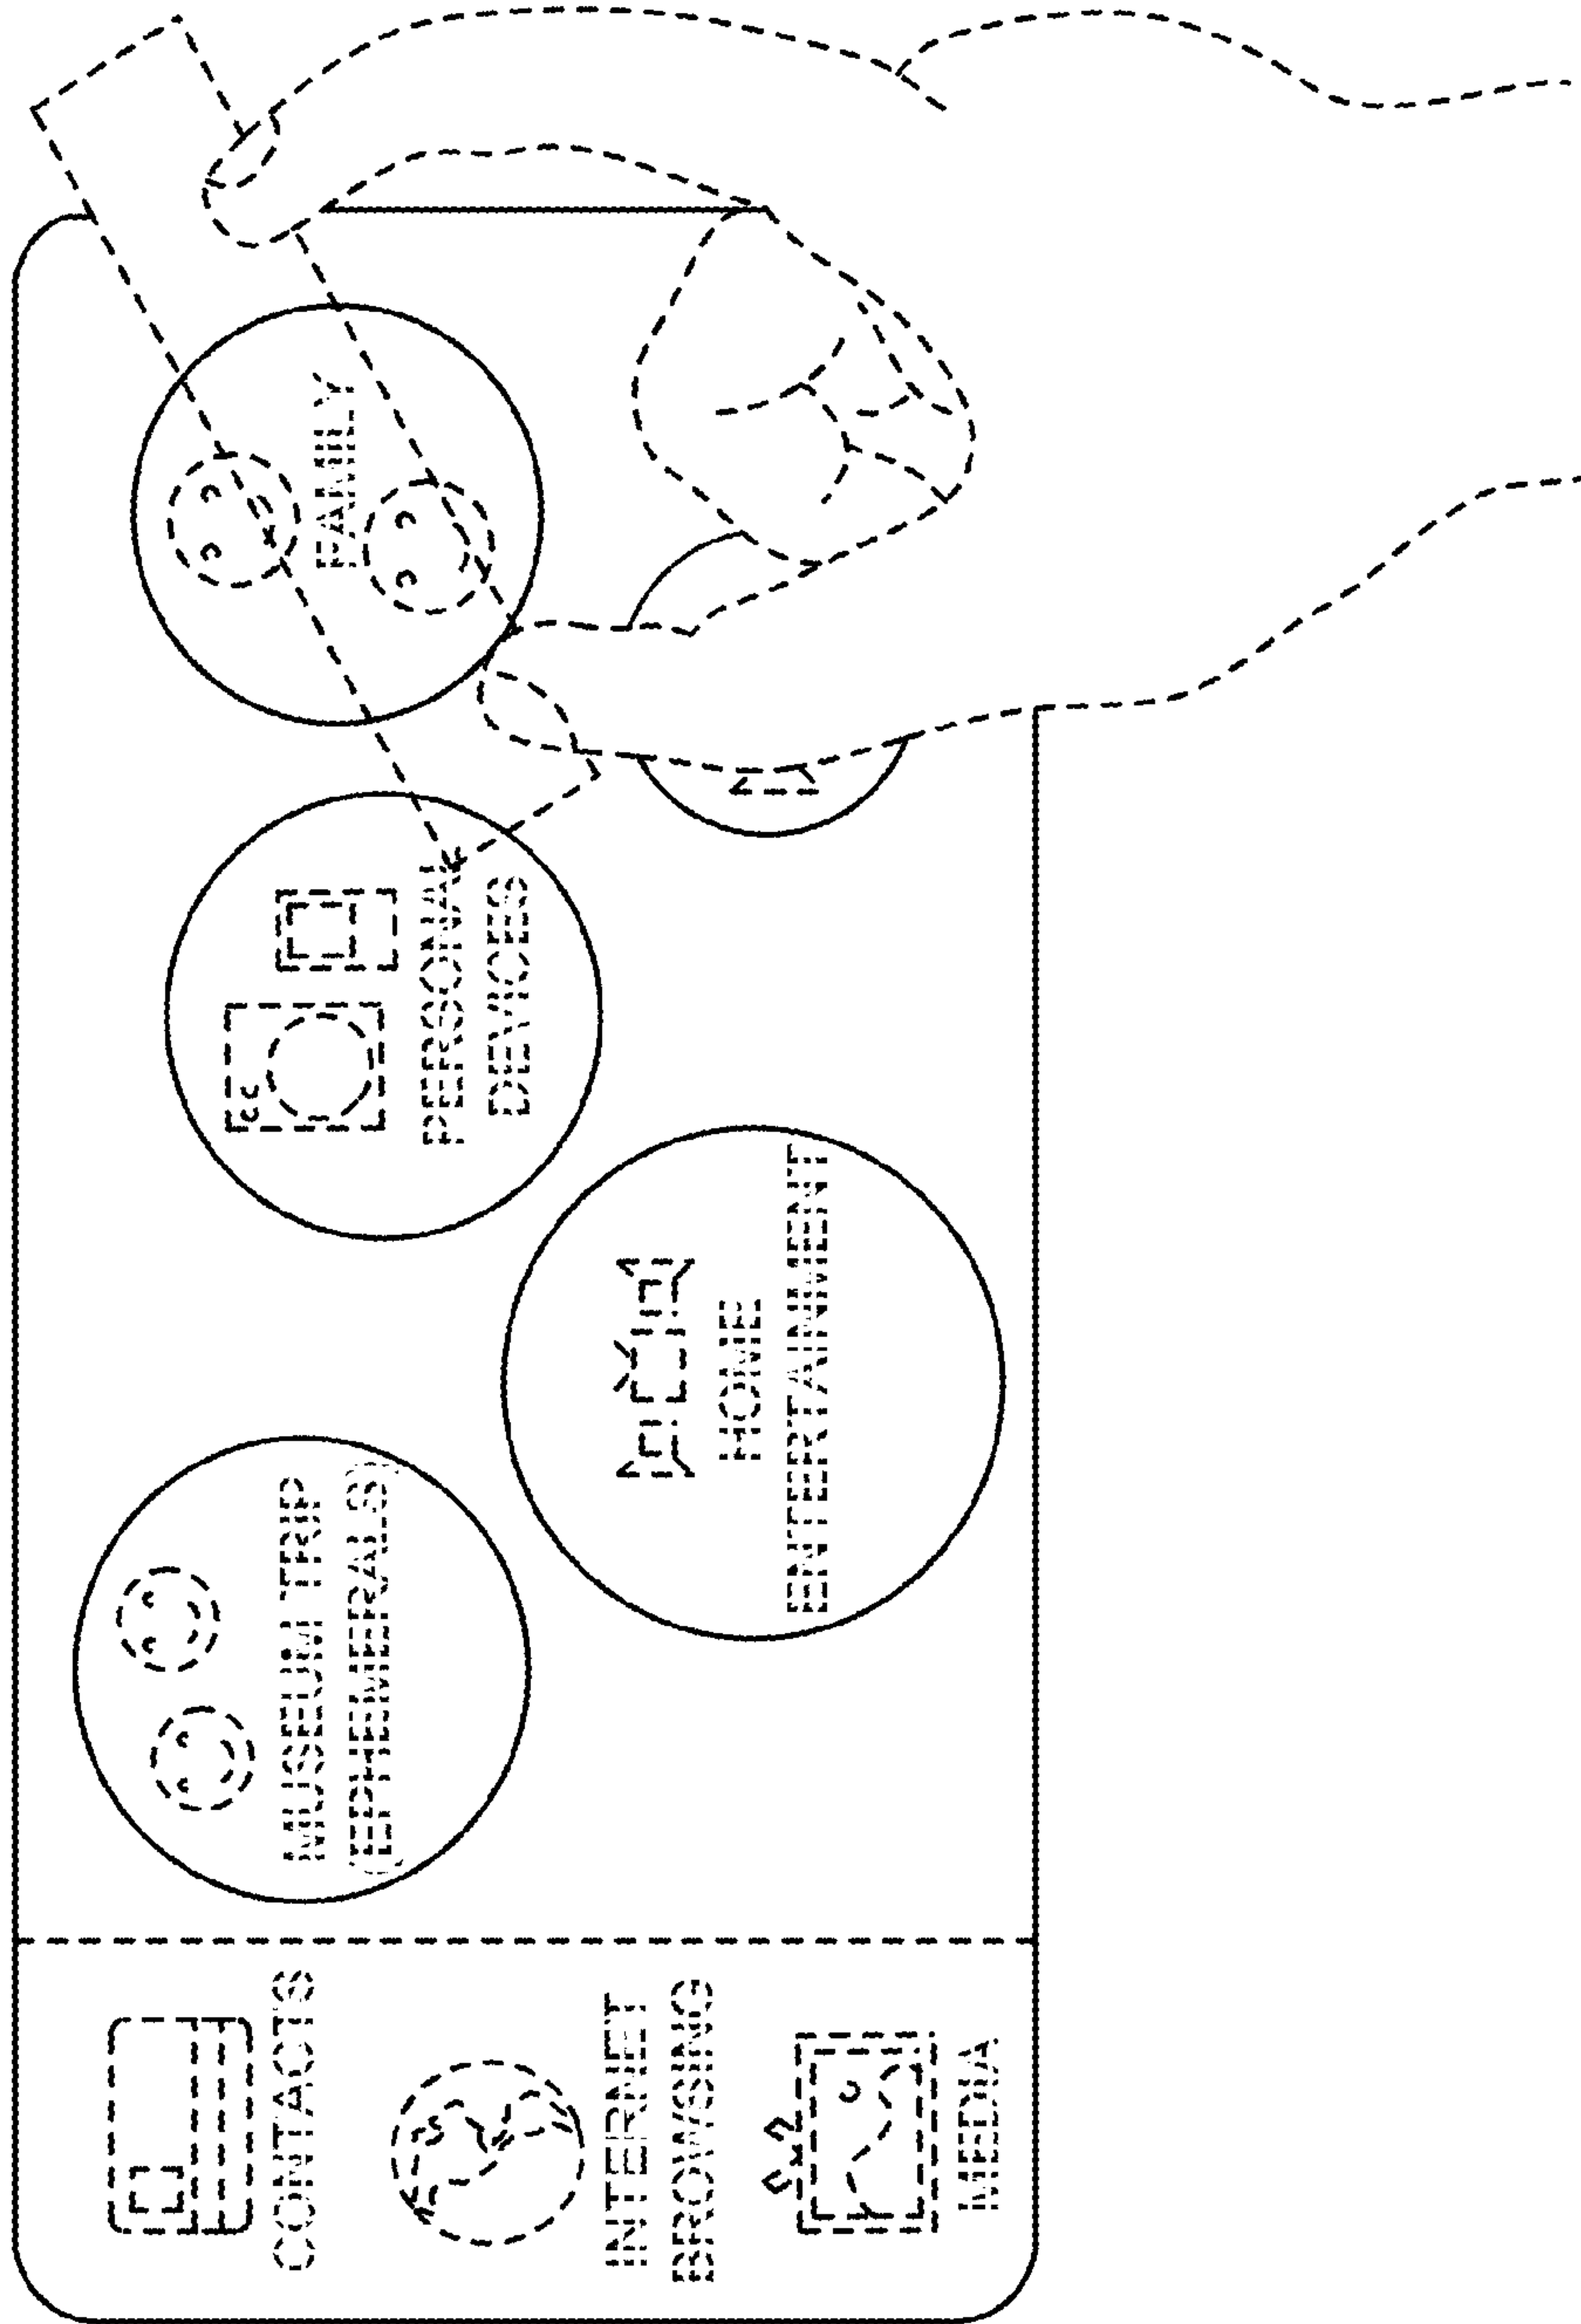 CONTACTS
INTERNET
BROWSING
MEDIA
MUSEUM TRIP
(EPHEMERALS)
HOME
ENTERTAINMENT
PERSONAL
DEVICES
FAMILY